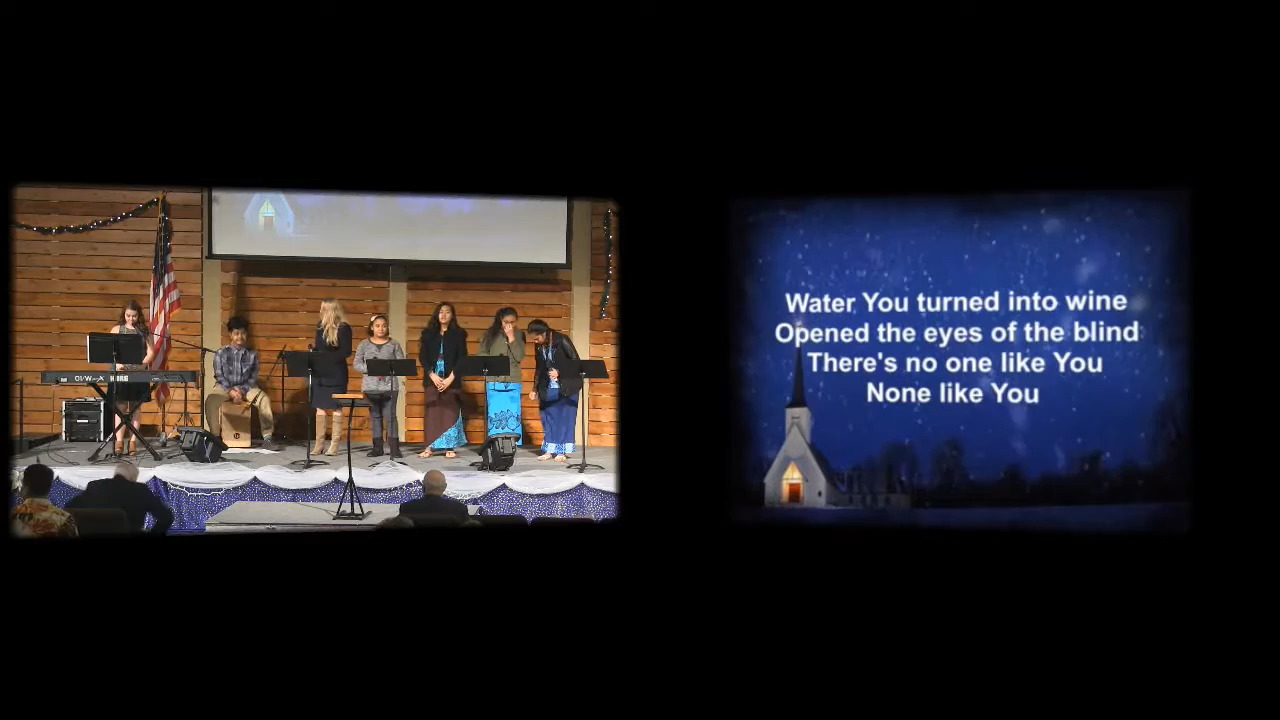 KORG
Water You turned into wine
Opened the eyes of the blind
There's no one like You
None like You